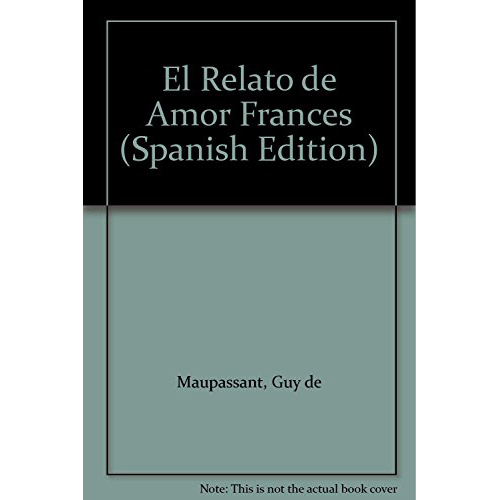 El Relato de
Amor Frances
(Spanish Edition)
Maupassant, Guy de
Note: This is not the actual book cover